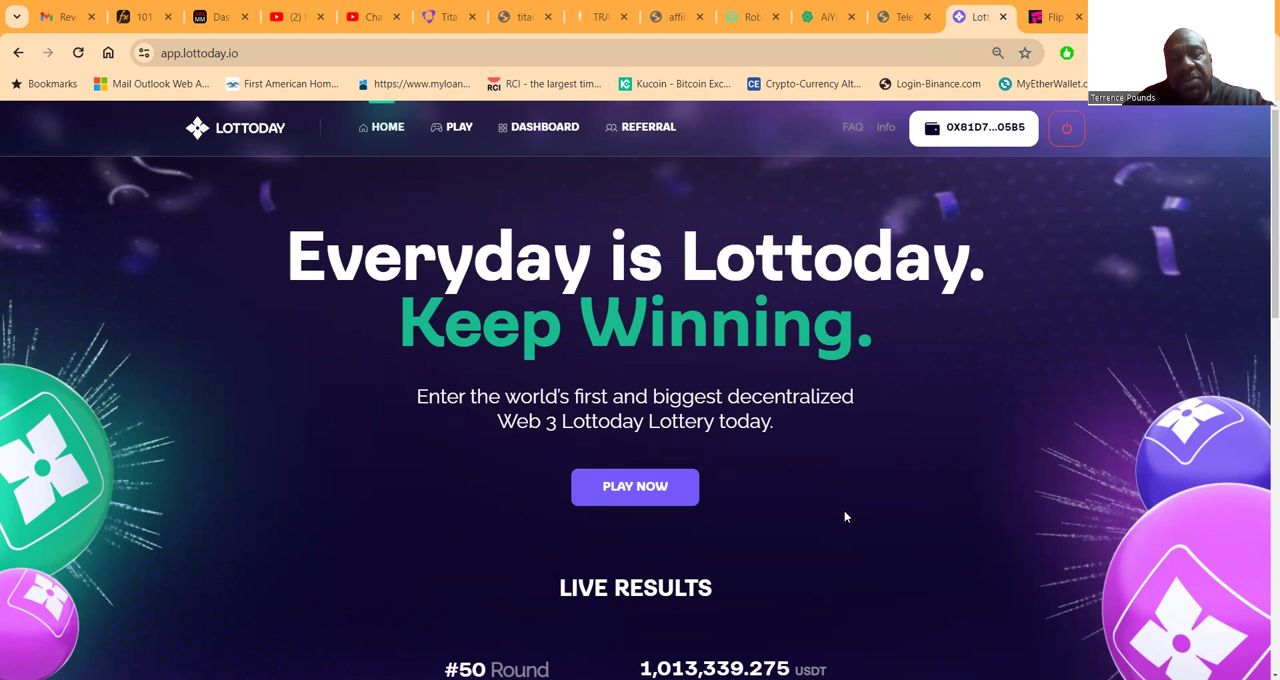 Rev
101
Das
(2)
Cha
Tita
titan
TRA
affil
Rob
AiYi
Tele
Lott
Flip
app.lottoday.io
Bookmarks
Mail Outlook Web A...
First American Hom...
https://www.myloan...
RCI - the largest tim...
Kucoin - Bitcoin Exc...
Crypto-Currency Alt...
Login-Binance.com
MyEtherWallet.c
Terrence Pounds
LOTTODAY
HOME
PLAY
DASHBOARD
REFERRAL
FAQ
Info
0X81D7...05B5
Everyday is Lottoday.
Keep Winning.
Enter the world's first and biggest decentralized
Web 3 Lottoday Lottery today.
PLAY NOW
LIVE RESULTS
#50 Round
1,013,339.275 USDT